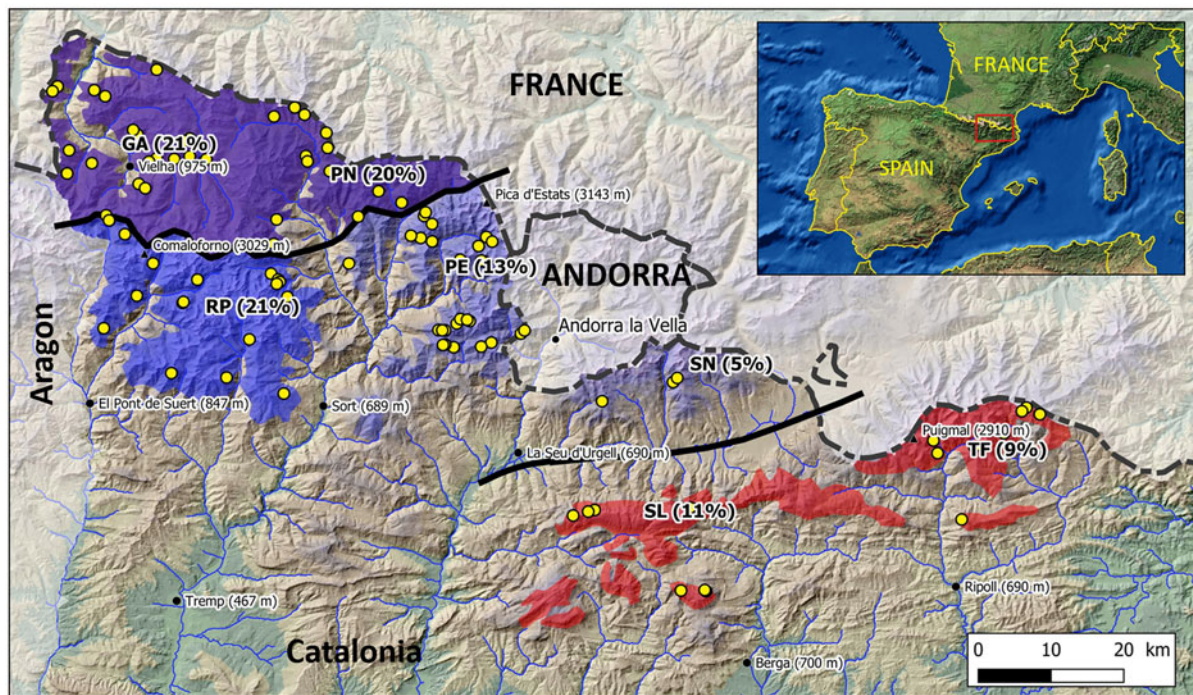 FRANCE
FRANCE
SPAIN
GA (21%)
Vielha (975 m)
PN (20%)
Pica d'Estats (3143 m)
Comaloforno (3029 m)
PE (13%)
ANDORRA
RP (21%)
Aragon
Andorra la Vella
SN (5%)
El Pont de Suert (847 m)
Sort (689 m)
Puigmal (2910 m)
TF (9%)
La Seu d'Urgell (690 m)
SL (11%)
Tremp (467 m)
Ripoll (690 m)
Catalonia
Berga (700 m)
0 10 20 km